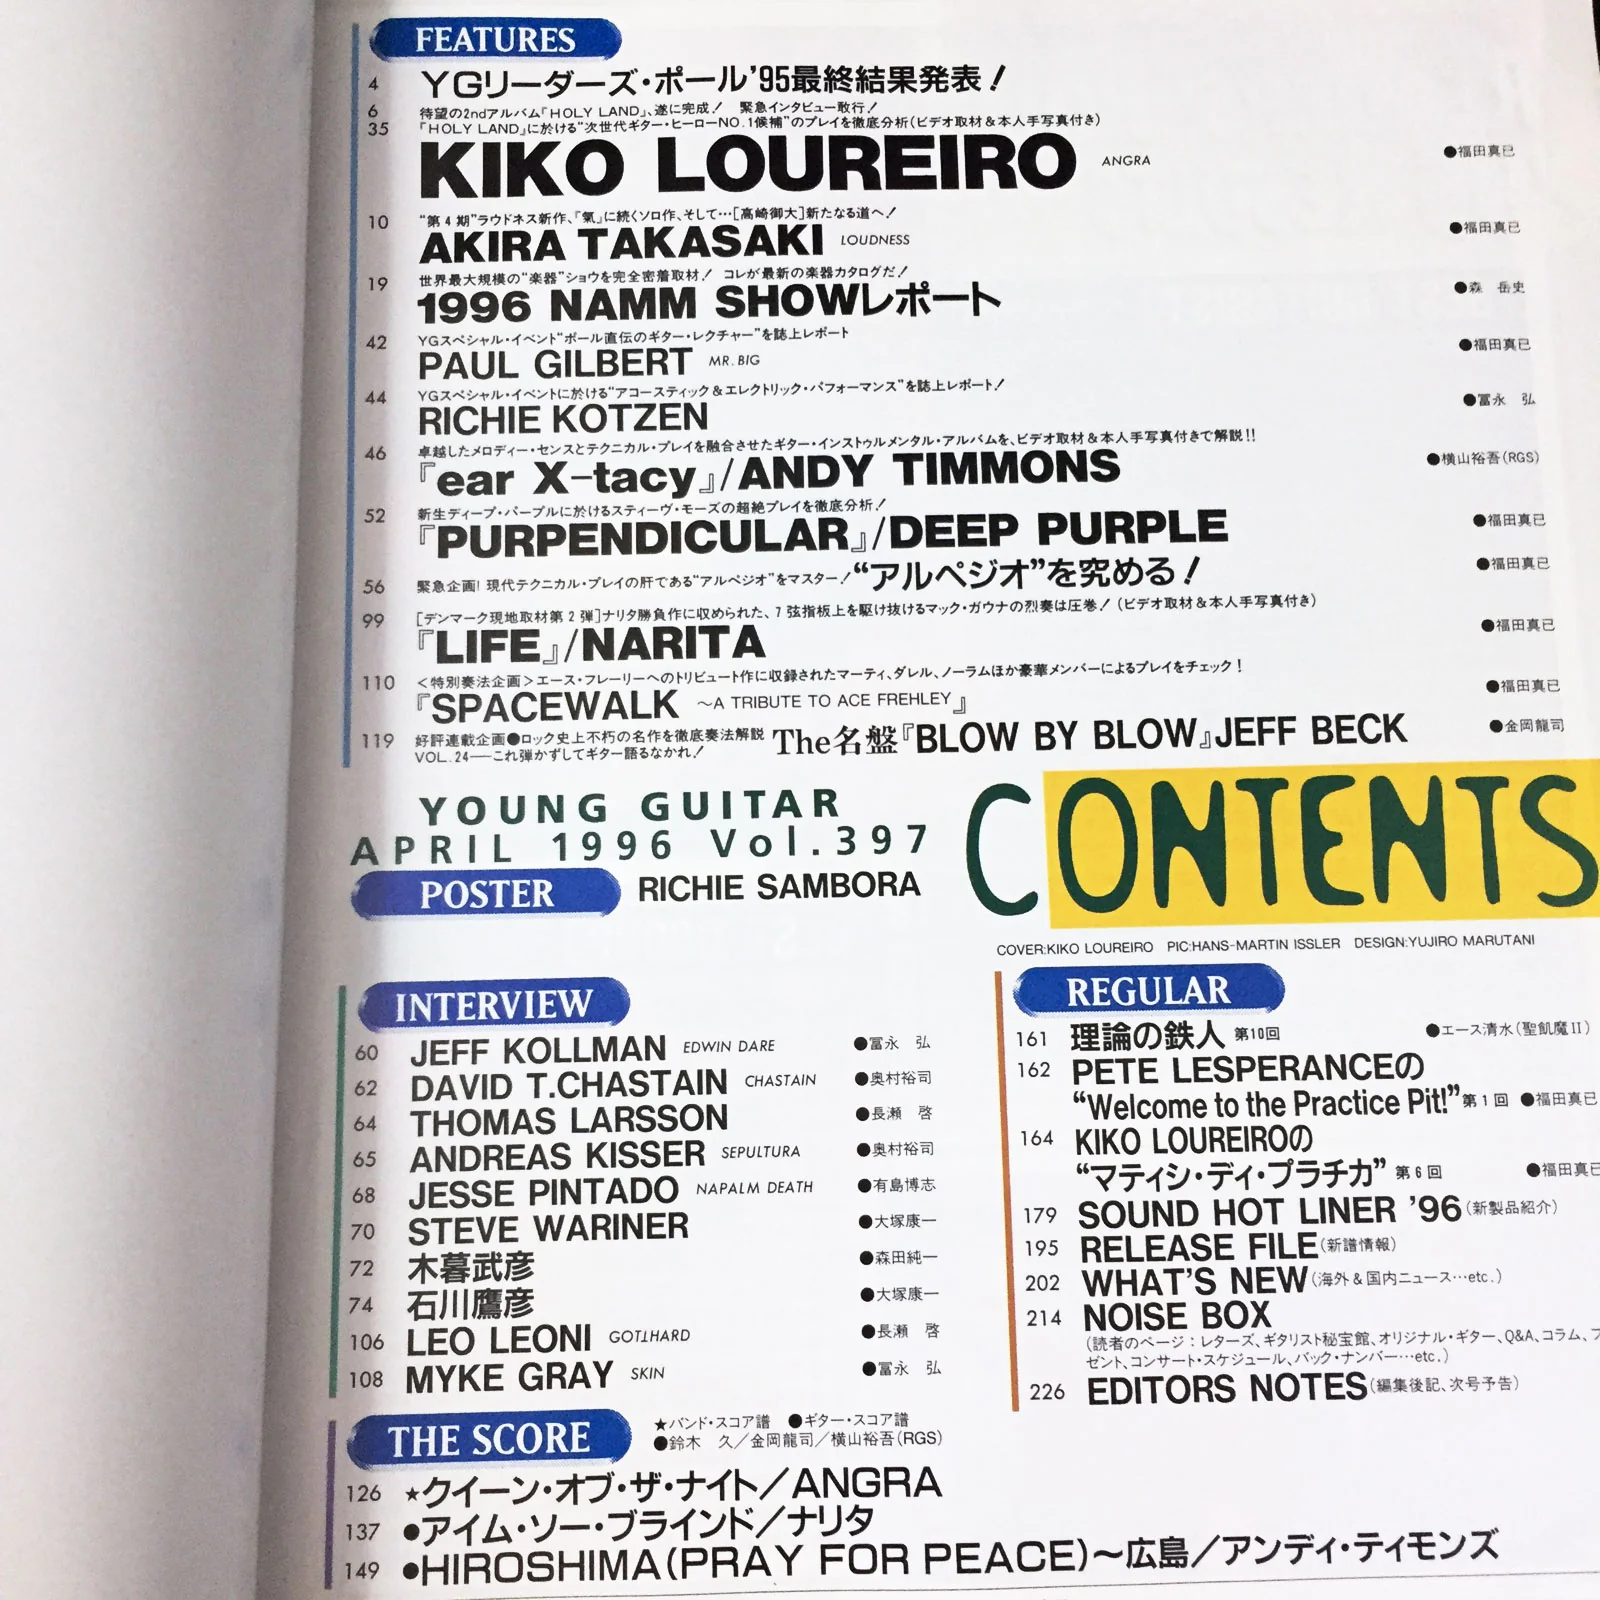 FEATURES
4 YGリーダーズ・ポール'95最終結果発表！
6 待望の2ndアルバム『HOLY LAND』、遂に完成！ 緊急インタビュー敢行！
35 『HOLY LAND』に於ける"次世代ギター・ヒーローNO.1候補"のプレイを徹底分析(ビデオ取材＆本人手写真付き)
KIKO LOUREIRO ANGRA ●福田真已
10 "第4期"ラウドネス新作、『氣』に続くソロ作、そして…[高崎御大]新たなる道へ！
AKIRA TAKASAKI LOUDNESS ●福田真已
19 世界最大規模の"楽器"ショウを完全密着取材！ コレが最新の楽器カタログだ！
1996 NAMM SHOWレポート ●森 岳史
42 YGスペシャル・イベント"ポール直伝のギター・レクチャー"を誌上レポート
PAUL GILBERT MR.BIG ●福田真已
44 YGスペシャル・イベントに於ける"アコースティック＆エレクトリック・パフォーマンス"を誌上レポート！
RICHIE KOTZEN ●冨永 弘
46 卓越したメロディー・センスとテクニカル・プレイを融合させたギター・インストゥルメンタル・アルバムを、ビデオ取材＆本人手写真付きで解説!!
『ear X-tacy』/ANDY TIMMONS ●横山裕吾(RGS)
52 新生ディープ・パープルに於けるスティーヴ・モーズの超絶プレイを徹底分析！
『PURPENDICULAR』/DEEP PURPLE ●福田真已
56 緊急企画! 現代テクニカル・プレイの肝である"アルペジオ"をマスター！"アルペジオ"を究める！ ●福田真已
99 [デンマーク現地取材第2弾]ナリタ勝負作に収められた、7弦指板上を駆け抜けるマック・ガウナの烈奏は圧巻！(ビデオ取材＆本人手写真付き)
『LIFE』/NARITA ●福田真已
110 ＜特別奏法企画＞エース・フレーリーへのトリビュート作に収録されたマーティ、ダレル、ノーラムほか豪華メンバーによるプレイをチェック！
『SPACEWALK ～A TRIBUTE TO ACE FREHLEY』 ●福田真已
119 好評連載企画●ロック史上不朽の名作を徹底奏法解説
VOL.24──これ弾かずしてギター語るなかれ！ The名盤『BLOW BY BLOW』JEFF BECK ●金岡龍司
YOUNG GUITAR
APRIL 1996 Vol.397
CONTENTS
POSTER RICHIE SAMBORA
COVER:KIKO LOUREIRO PIC:HANS-MARTIN ISSLER DESIGN:YUJIRO MARUTANI
INTERVIEW
60 JEFF KOLLMAN EDWIN DARE ●冨永 弘
62 DAVID T.CHASTAIN CHASTAIN ●奥村裕司
64 THOMAS LARSSON ●長瀬 啓
65 ANDREAS KISSER SEPULTURA ●奥村裕司
68 JESSE PINTADO NAPALM DEATH ●有島博志
70 STEVE WARINER ●大塚康一
72 木暮武彦 ●森田純一
74 石川鷹彦 ●大塚康一
106 LEO LEONI GOTTHARD ●長瀬 啓
108 MYKE GRAY SKIN ●冨永 弘
REGULAR
161 理論の鉄人 第10回 ●エース清水(聖飢魔II)
162 PETE LESPERANCEの
"Welcome to the Practice Pit!" 第1回 ●福田真已
164 KIKO LOUREIROの
"マティシ・ディ・プラチカ" 第6回 ●福田真已
179 SOUND HOT LINER '96(新製品紹介)
195 RELEASE FILE(新譜情報)
202 WHAT'S NEW(海外＆国内ニュース…etc.)
214 NOISE BOX
(読者のページ：レターズ、ギタリスト秘宝館、オリジナル・ギター、Q&A、コラム、プ
ゼント、コンサート・スケジュール、バック・ナンバー…etc.)
226 EDITORS NOTES(編集後記、次号予告)
THE SCORE ★バンド・スコア譜 ●ギター・スコア譜
●鈴木 久／金岡龍司／横山裕吾(RGS)
126 ★クイーン・オブ・ザ・ナイト／ANGRA
137 ●アイム・ソー・ブラインド／ナリタ
149 ●HIROSHIMA(PRAY FOR PEACE)～広島／アンディ・ティモンズ